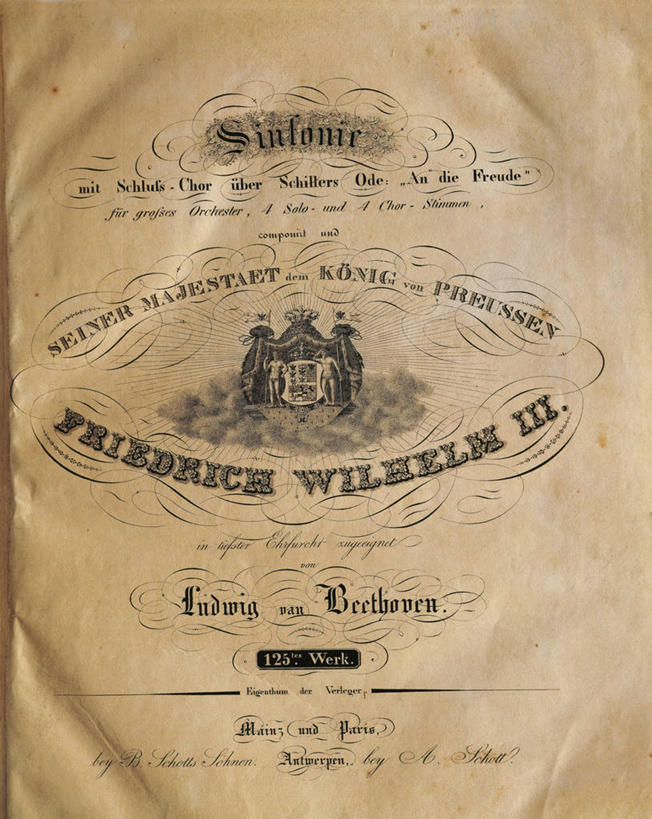 Sinfonie
mit Schluſs-Chor über Schillers Ode: „An die Freude"
für groſses Orchester, 4 Solo- und 4 Chor-Stimmen,
componirt und
SEINER MAJESTAET dem KÖNIG von PREUSSEN
FRIEDRICH WILHELM III.
in tiefster Ehrfurcht zugeeignet
von
Ludwig van Beethoven.
125tes. Werk.
Eigenthum der Verleger.
Mainz und Paris,
bey B. Schotts Söhnen. Antwerpen, bey A. Schott.